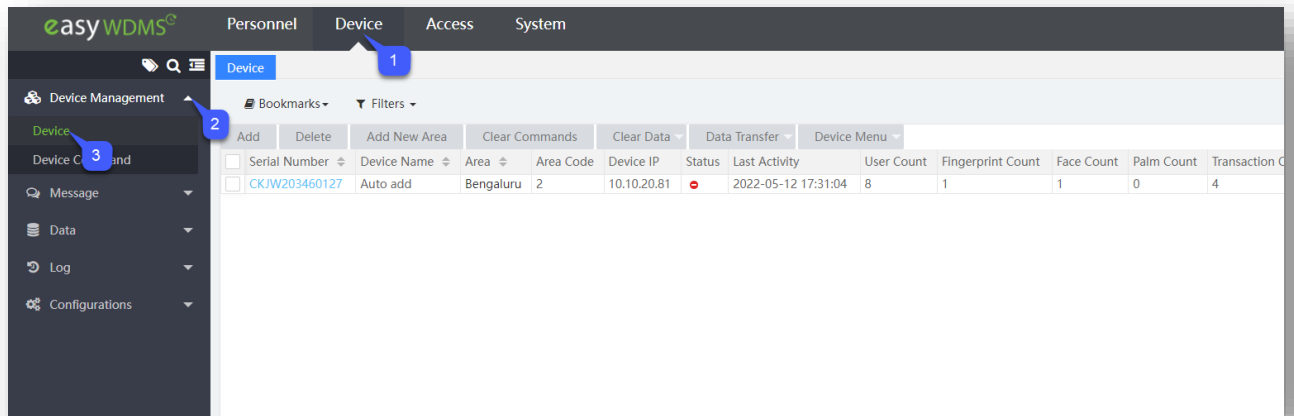 easy WDMS
Personnel Device Access System
1
Device
Device Management
2
Bookmarks Filters
Device
3
Add Delete Add New Area Clear Commands Clear Data Data Transfer Device Menu
Device
Serial Number Device Name Area Area Code Device IP Status Last Activity User Count Fingerprint Count Face Count Palm Count Transaction
CKJW203460127 Auto add Bengaluru 2 10.10.20.81 2022-05-12 17:31:04 8 1 1 0 4
Message
Data
Log
Configurations